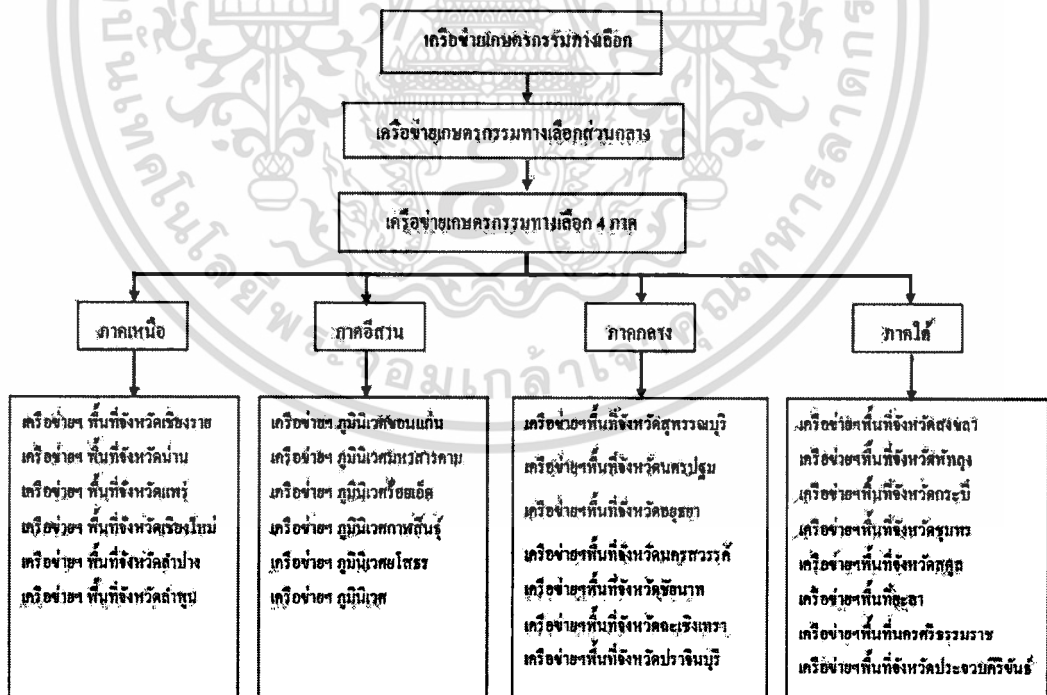 เครือข่ายเกษตรกรรมทางเลือก
เครือข่ายเกษตรกรรมทางเลือกส่วนกลาง
เครือข่ายเกษตรกรรมทางเลือก 4 ภาค
ภาคเหนือ
ภาคอีสาน
ภาคกลาง
ภาคใต้
เครือข่ายฯ พื้นที่จังหวัดเชียงราย
เครือข่ายฯ พื้นที่จังหวัดน่าน
เครือข่ายฯ พื้นที่จังหวัดแพร่
เครือข่ายฯ พื้นที่จังหวัดเชียงใหม่
เครือข่ายฯ พื้นที่จังหวัดลำปาง
เครือข่ายฯ พื้นที่จังหวัดลำพูน
เครือข่ายฯ ภูมินิเวศขอนแก่น
เครือข่ายฯ ภูมินิเวศมหาสารคาม
เครือข่ายฯ ภูมินิเวศร้อยเอ็ด
เครือข่ายฯ ภูมินิเวศกาฬสินธุ์
เครือข่ายฯ ภูมินิเวศยโสธร
เครือข่ายฯ ภูมินิเวศ
เครือข่ายฯพื้นที่จังหวัดสุพรรณบุรี
เครือข่ายฯพื้นที่จังหวัดนครปฐม
เครือข่ายฯพื้นที่จังหวัดอยุธยา
เครือข่ายฯพื้นที่จังหวัดนครสวรรค์
เครือข่ายฯพื้นที่จังหวัดชัยนาท
เครือข่ายฯพื้นที่จังหวัดฉะเชิงเทรา
เครือข่ายฯพื้นที่จังหวัดปราจีนบุรี
เครือข่ายฯพื้นที่จังหวัดสงขลา
เครือข่ายฯพื้นที่จังหวัดพัทลุง
เครือข่ายฯพื้นที่จังหวัดกระบี่
เครือข่ายฯพื้นที่จังหวัดชุมพร
เครือข่ายฯพื้นที่จังหวัดสตูล
เครือข่ายฯพื้นที่ยะลา
เครือข่ายฯพื้นที่นครศรีธรรมราช
เครือข่ายฯพื้นที่จังหวัดประจวบคีรีขันธ์